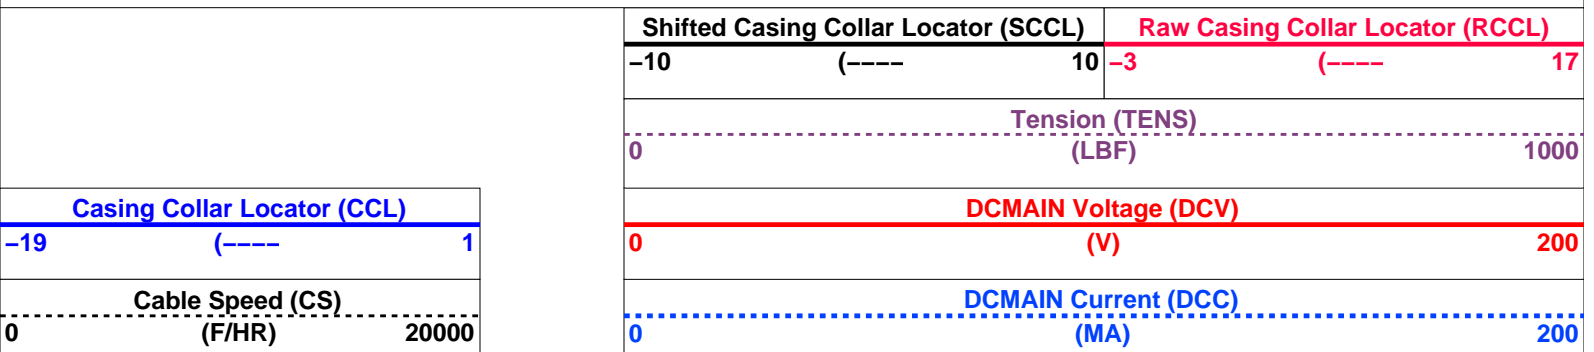 Shifted Casing Collar Locator (SCCL) Raw Casing Collar Locator (RCCL)
−10 (−−−− 10 −3 (−−−− 17
Tension (TENS)
0 (LBF) 1000
Casing Collar Locator (CCL) DCMAIN Voltage (DCV)
−19 (−−−− 1 0 (V) 200
Cable Speed (CS) DCMAIN Current (DCC)
0 (F/HR) 20000 0 (MA) 200